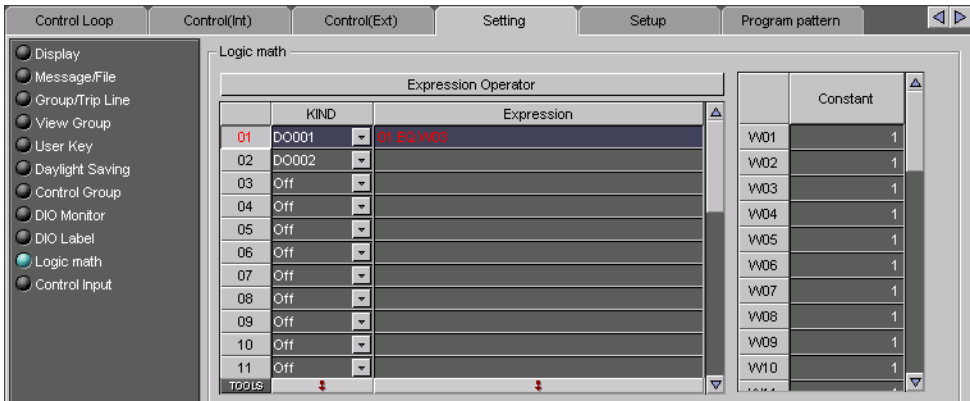 Control Loop Control(Int) Control(Ext) Setting Setup Program pattern
Display
Message/File
Group/Trip Line
View Group
User Key
Daylight Saving
Control Group
DIO Monitor
DIO Label
Logic math
Control Input
Logic math
Expression Operator
KIND Expression
01 DO001 01.EQ.W03
02 DO002
03 Off
04 Off
05 Off
06 Off
07 Off
08 Off
09 Off
10 Off
11 Off
TOOLS
Constant
W01 1
W02 1
W03 1
W04 1
W05 1
W06 1
W07 1
W08 1
W09 1
W10 1